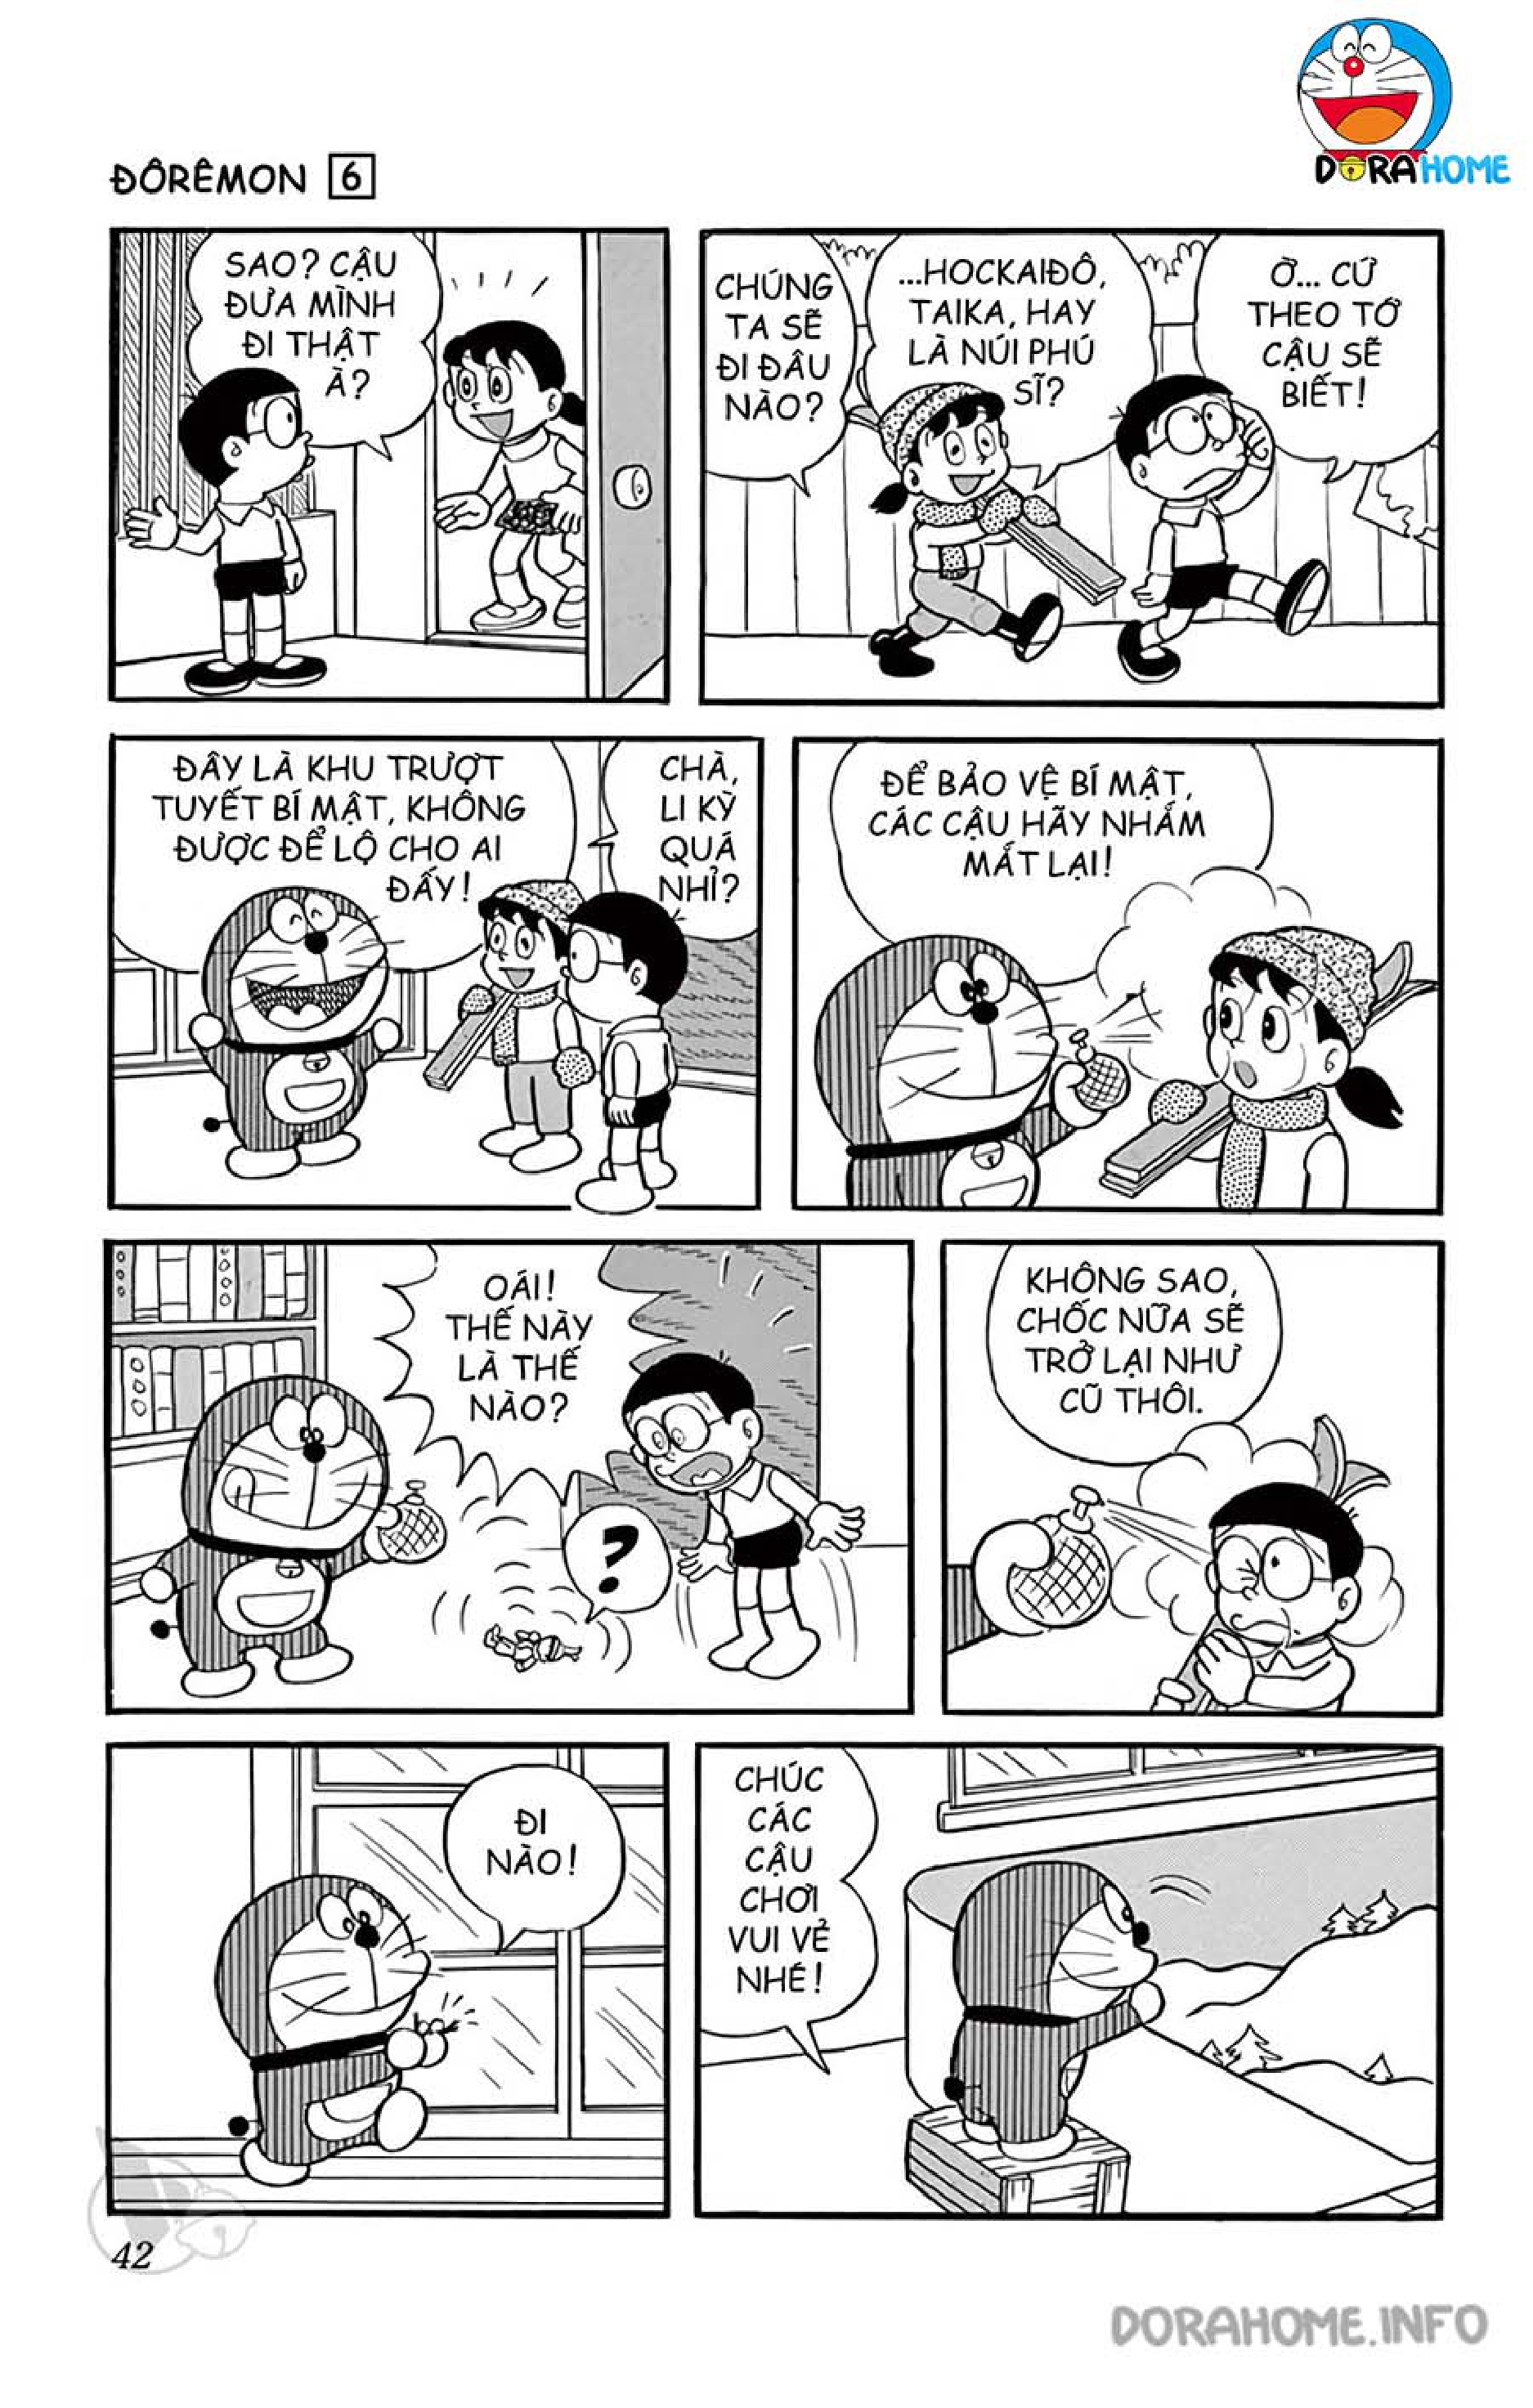 DORAHOME
ĐÔRÊMON 6
SAO? CẬU
ĐƯA MÌNH
ĐI THẬT
À?
CHÚNG
TA SẼ
ĐI ĐÂU
NÀO?
...HOCKAIĐÔ,
TAIKA, HAY
LÀ NÚI PHÚ
SĨ?
Ờ... CỨ
THEO TỚ
CẬU SẼ
BIẾT!
ĐÂY LÀ KHU TRƯỢT
TUYẾT BÍ MẬT, KHÔNG
ĐƯỢC ĐỂ LỘ CHO AI
ĐẤY!
CHÀ,
LI KỲ
QUÁ
NHỈ?
ĐỂ BẢO VỆ BÍ MẬT,
CÁC CẬU HÃY NHẮM
MẮT LẠI!
OÁI!
THẾ NÀY
LÀ THẾ
NÀO?
?
KHÔNG SAO,
CHỐC NỮA SẼ
TRỞ LẠI NHƯ
CŨ THÔI.
ĐI
NÀO!
CHÚC
CÁC
CẬU
CHƠI
VUI VẺ
NHÉ!
42
DORAHOME.INFO